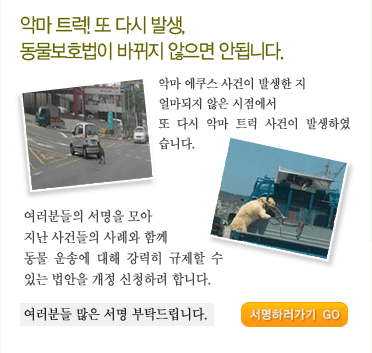 악마 트럭! 또 다시 발생,
동물보호법이 바뀌지 않으면 안됩니다.
악마 에쿠스 사건이 발생한 지
얼마되지 않은 시점에서
또 다시 악마 트럭 사건이 발생하였
습니다.
여러분들의 서명을 모아
지난 사건들의 사례와 함께
동물 운송에 대해 강력히 규제할 수
있는 법안을 개정 신청하려 합니다.
여러분들 많은 서명 부탁드립니다.
서명하러가기 GO